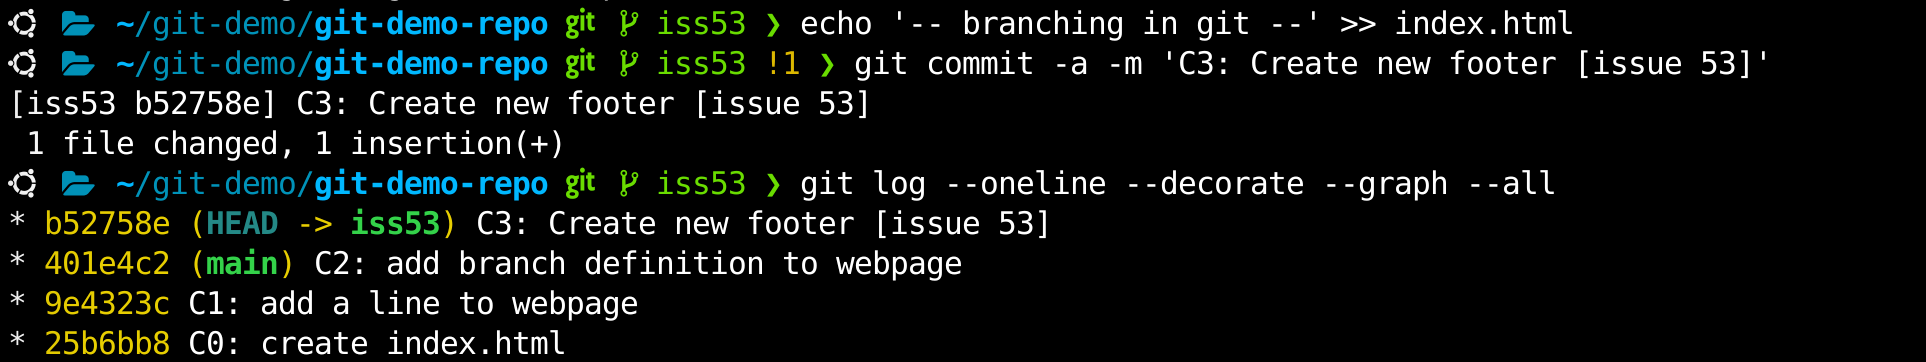 ~/git-demo/git-demo-repo git iss53 ❯ echo '-- branching in git --' >> index.html
~/git-demo/git-demo-repo git iss53 !1 ❯ git commit -a -m 'C3: Create new footer [issue 53]'
[iss53 b52758e] C3: Create new footer [issue 53]
 1 file changed, 1 insertion(+)
~/git-demo/git-demo-repo git iss53 ❯ git log --oneline --decorate --graph --all
* b52758e (HEAD -> iss53) C3: Create new footer [issue 53]
* 401e4c2 (main) C2: add branch definition to webpage
* 9e4323c C1: add a line to webpage
* 25b6bb8 C0: create index.html